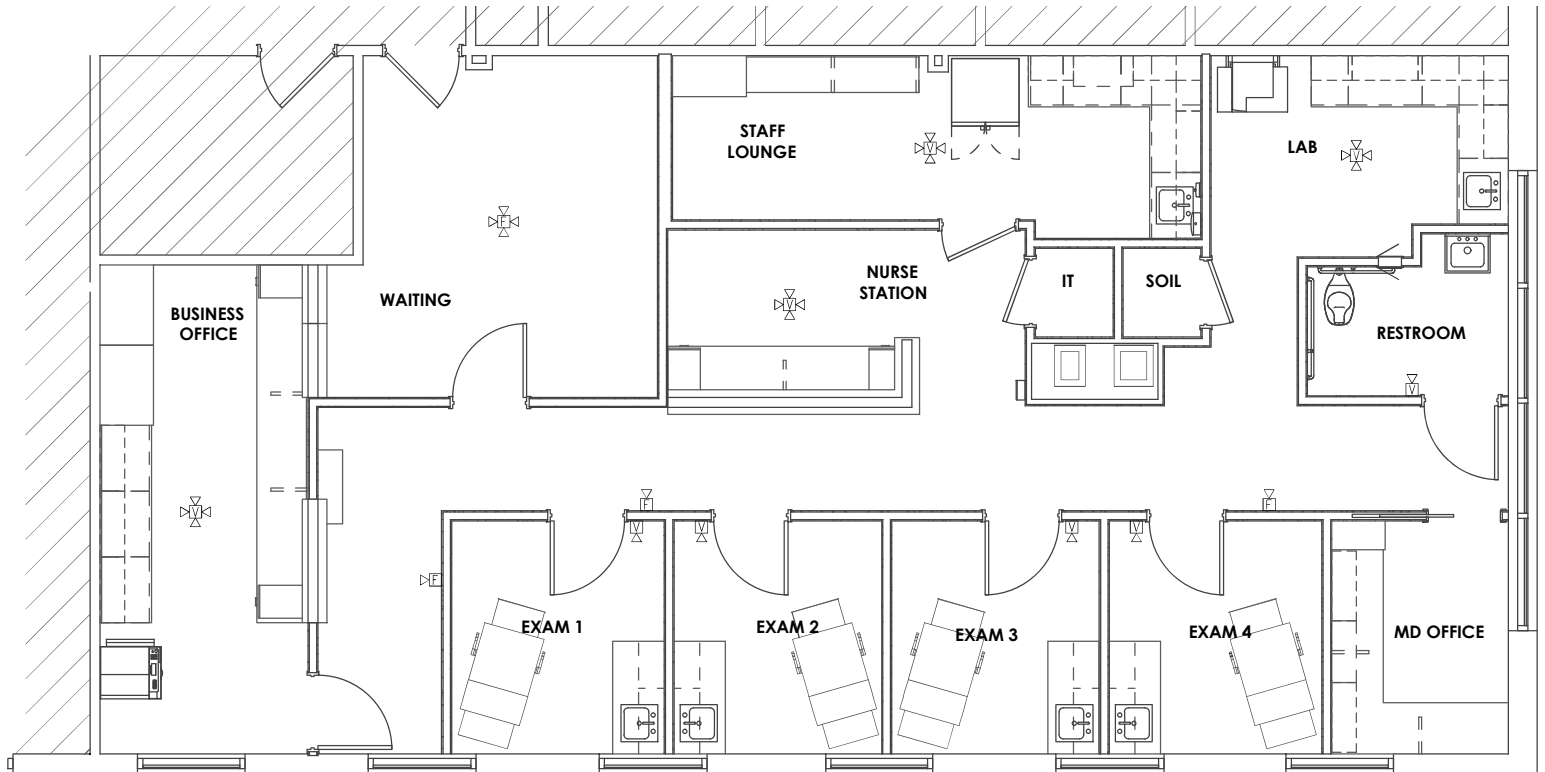 STAFF
LOUNGE
V
LAB
V
F
NURSE
STATION
IT
SOIL
WAITING
V
BUSINESS
OFFICE
RESTROOM
V
V
F
F
V
V
V
V
F
EXAM 1
EXAM 2
EXAM 3
EXAM 4
MD OFFICE